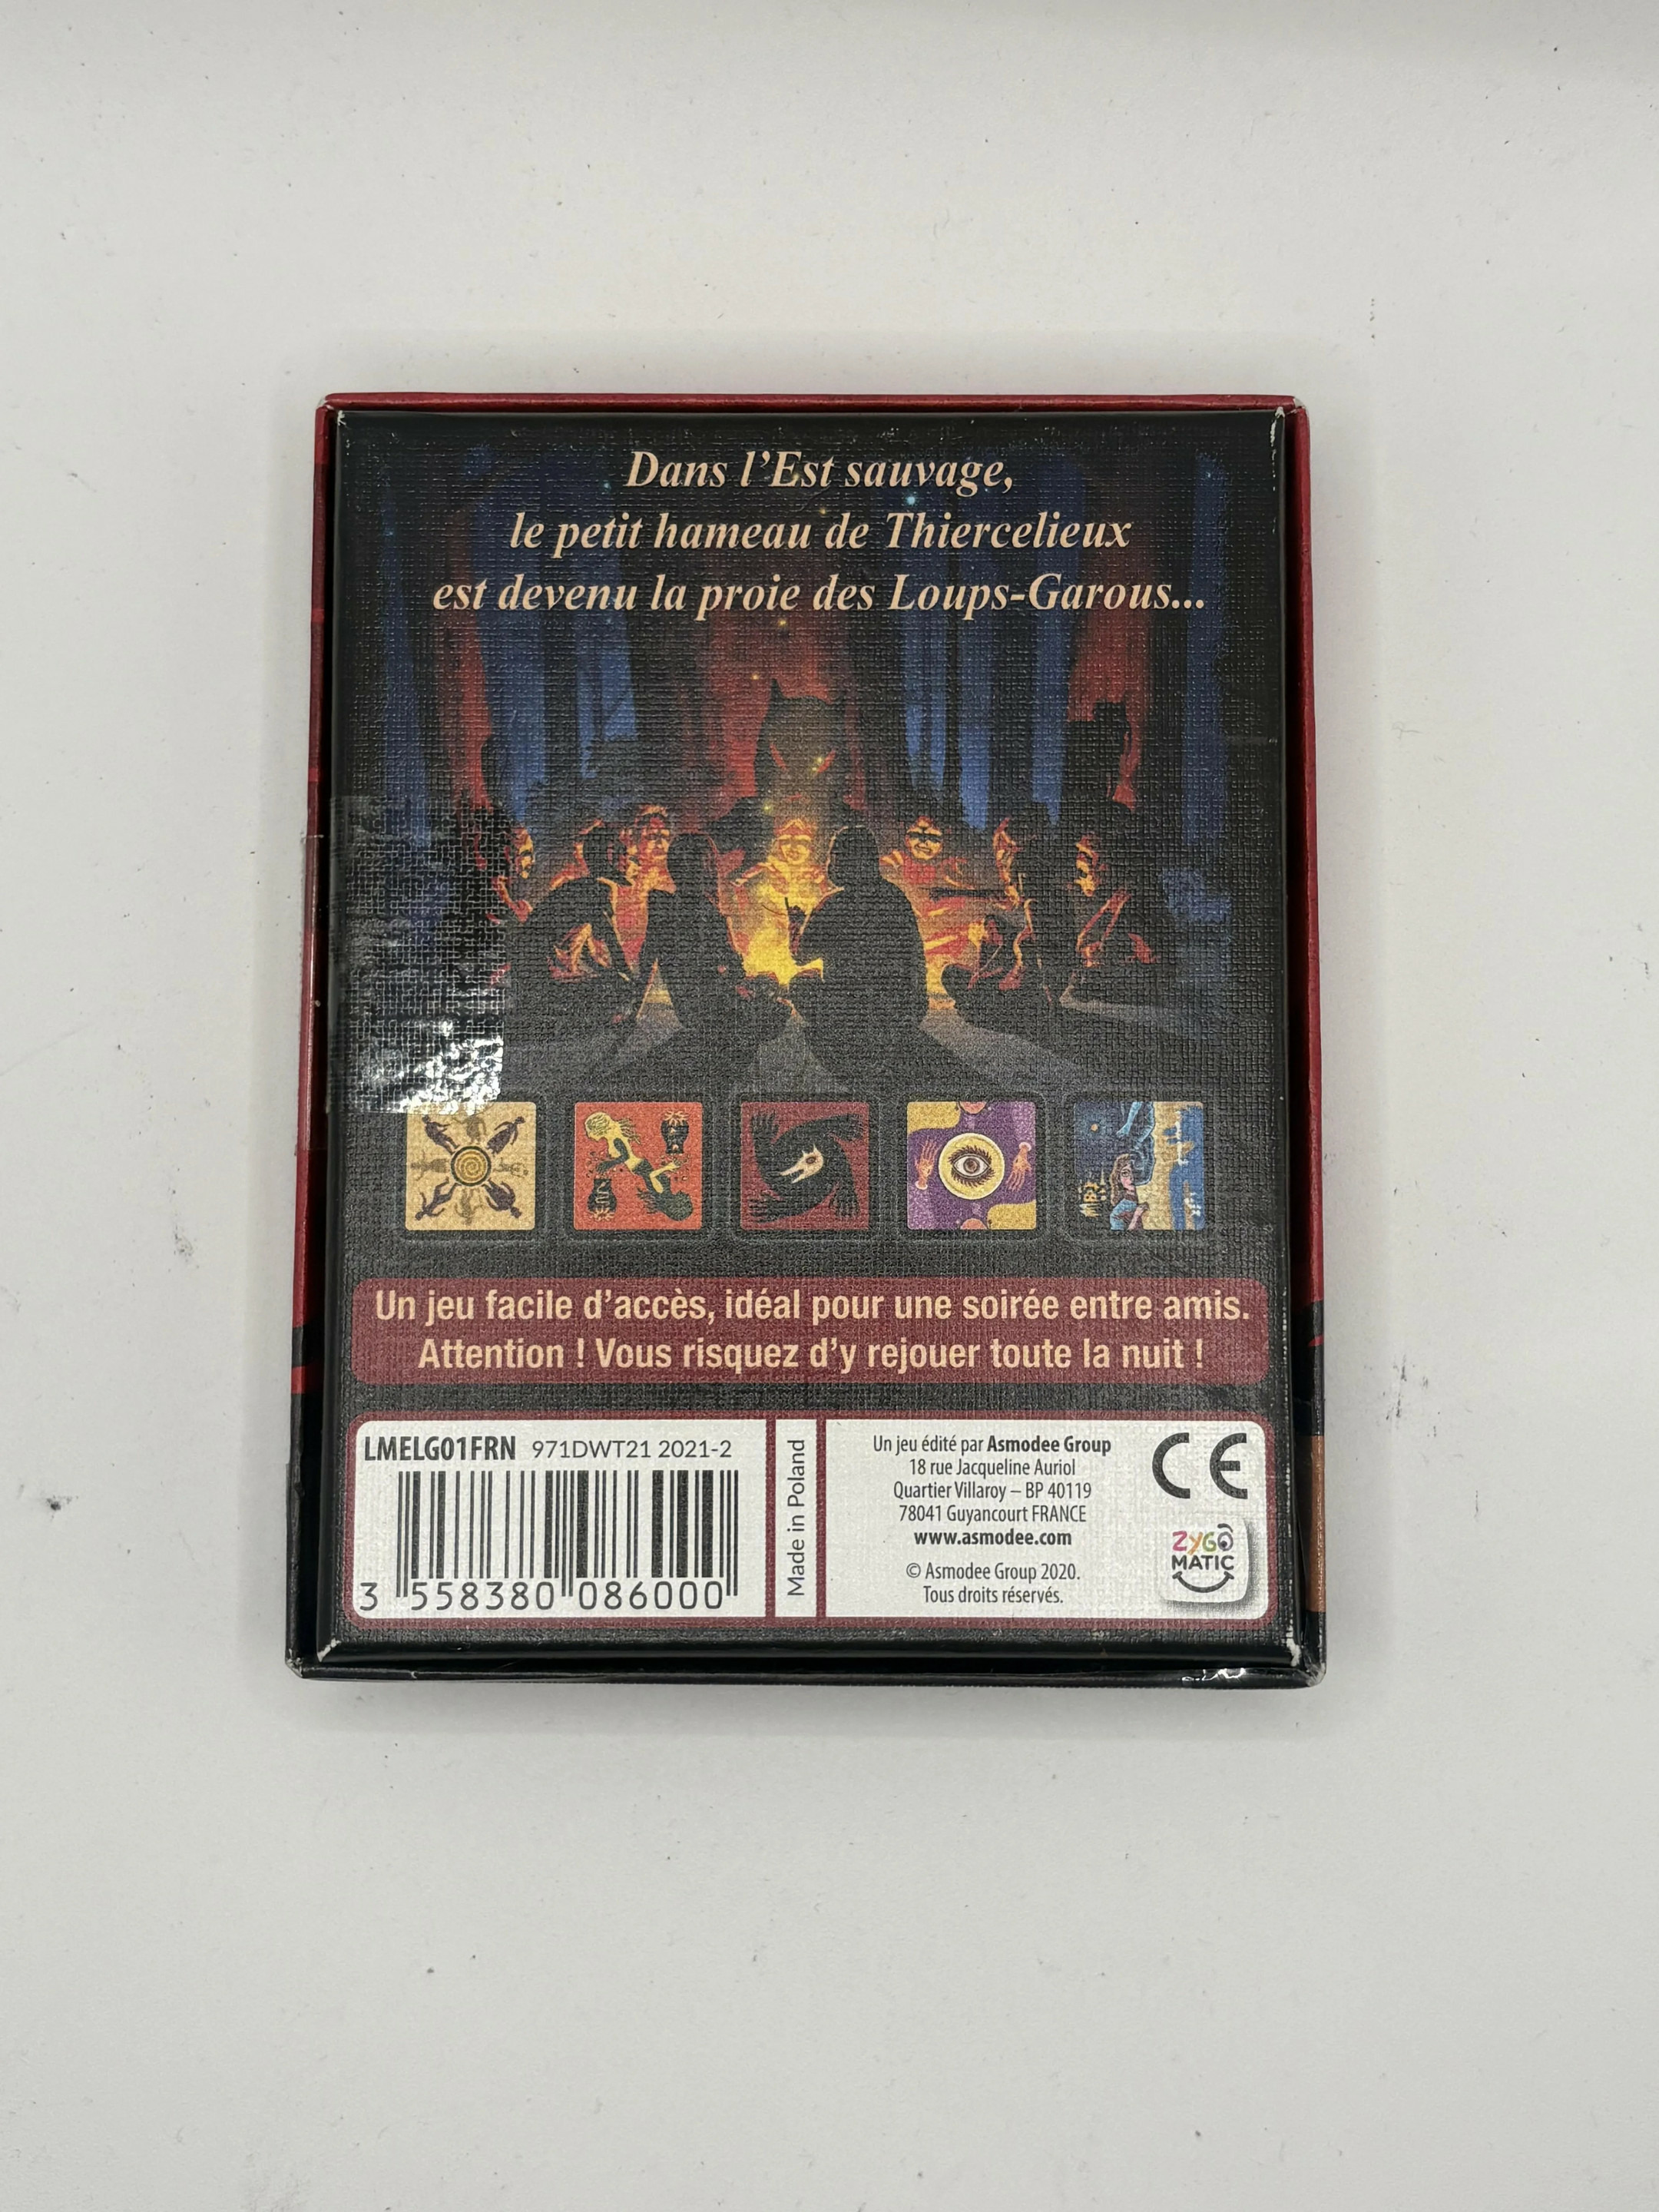 Dans l'Est sauvage,
le petit hameau de Thiercelieux
est devenu la proie des Loups-Garous...
Un jeu facile d'accès, idéal pour une soirée entre amis.
Attention ! Vous risquez d'y rejouer toute la nuit !
LMELG01FRN 971DWT21 2021-2
3 558380 086000
Made in Poland
Un jeu édité par Asmodee Group
18 rue Jacqueline Auriol
Quartier Villaroy – BP 40119
78041 Guyancourt FRANCE
www.asmodee.com
© Asmodee Group 2020.
Tous droits réservés.
CE
ZYGO
MATIC